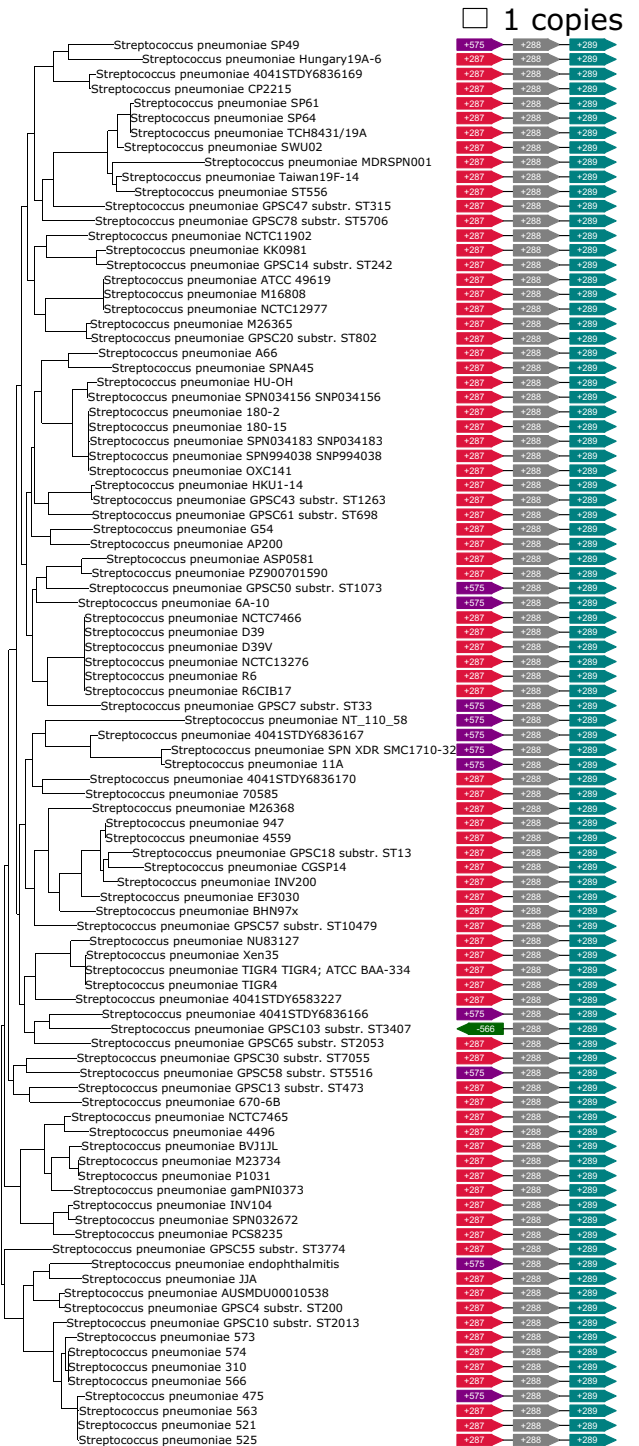 1 copies
Streptococcus pneumoniae SP49 +575 +288 +289
Streptococcus pneumoniae Hungary19A-6 +287 +288 +289
Streptococcus pneumoniae 4041STDY6836169 +287 +288 +289
Streptococcus pneumoniae CP2215 +287 +288 +289
Streptococcus pneumoniae SP61 +287 +288 +289
Streptococcus pneumoniae SP64 +287 +288 +289
Streptococcus pneumoniae TCH8431/19A +287 +288 +289
Streptococcus pneumoniae SWU02 +287 +288 +289
Streptococcus pneumoniae MDRSPN001 +287 +288 +289
Streptococcus pneumoniae Taiwan19F-14 +287 +288 +289
Streptococcus pneumoniae ST556 +287 +288 +289
Streptococcus pneumoniae GPSC47 substr. ST315 +287 +288 +289
Streptococcus pneumoniae GPSC78 substr. ST5706 +287 +288 +289
Streptococcus pneumoniae NCTC11902 +287 +288 +289
Streptococcus pneumoniae KK0981 +287 +288 +289
Streptococcus pneumoniae GPSC14 substr. ST242 +287 +288 +289
Streptococcus pneumoniae ATCC 49619 +287 +288 +289
Streptococcus pneumoniae M16808 +287 +288 +289
Streptococcus pneumoniae NCTC12977 +287 +288 +289
Streptococcus pneumoniae M26365 +287 +288 +289
Streptococcus pneumoniae GPSC20 substr. ST802 +287 +288 +289
Streptococcus pneumoniae A66 +287 +288 +289
Streptococcus pneumoniae SPNA45 +287 +288 +289
Streptococcus pneumoniae HU-OH +287 +288 +289
Streptococcus pneumoniae SPN034156 SNP034156 +287 +288 +289
Streptococcus pneumoniae 180-2 +287 +288 +289
Streptococcus pneumoniae 180-15 +287 +288 +289
Streptococcus pneumoniae SPN034183 SNP034183 +287 +288 +289
Streptococcus pneumoniae SPN994038 SNP994038 +287 +288 +289
Streptococcus pneumoniae OXC141 +287 +288 +289
Streptococcus pneumoniae HKU1-14 +287 +288 +289
Streptococcus pneumoniae GPSC43 substr. ST1263 +287 +288 +289
Streptococcus pneumoniae GPSC61 substr. ST698 +287 +288 +289
Streptococcus pneumoniae G54 +287 +288 +289
Streptococcus pneumoniae AP200 +287 +288 +289
Streptococcus pneumoniae ASP0581 +287 +288 +289
Streptococcus pneumoniae PZ900701590 +287 +288 +289
Streptococcus pneumoniae GPSC50 substr. ST1073 +575 +288 +289
Streptococcus pneumoniae 6A-10 +575 +288 +289
Streptococcus pneumoniae NCTC7466 +287 +288 +289
Streptococcus pneumoniae D39 +287 +288 +289
Streptococcus pneumoniae D39V +287 +288 +289
Streptococcus pneumoniae NCTC13276 +287 +288 +289
Streptococcus pneumoniae R6 +287 +288 +289
Streptococcus pneumoniae R6CIB17 +287 +288 +289
Streptococcus pneumoniae GPSC7 substr. ST33 +575 +288 +289
Streptococcus pneumoniae NT_110_58 +575 +288 +289
Streptococcus pneumoniae 4041STDY6836167 +575 +288 +289
Streptococcus pneumoniae SPN XDR SMC1710-32 +575 +288 +289
Streptococcus pneumoniae 11A +575 +288 +289
Streptococcus pneumoniae 4041STDY6836170 +287 +288 +289
Streptococcus pneumoniae 70585 +287 +288 +289
Streptococcus pneumoniae M26368 +287 +288 +289
Streptococcus pneumoniae 947 +287 +288 +289
Streptococcus pneumoniae 4559 +287 +288 +289
Streptococcus pneumoniae GPSC18 substr. ST13 +287 +288 +289
Streptococcus pneumoniae CGSP14 +287 +288 +289
Streptococcus pneumoniae INV200 +287 +288 +289
Streptococcus pneumoniae EF3030 +287 +288 +289
Streptococcus pneumoniae BHN97x +287 +288 +289
Streptococcus pneumoniae GPSC57 substr. ST10479 +287 +288 +289
Streptococcus pneumoniae NU83127 +287 +288 +289
Streptococcus pneumoniae Xen35 +287 +288 +289
Streptococcus pneumoniae TIGR4 TIGR4; ATCC BAA-334 +287 +288 +289
Streptococcus pneumoniae TIGR4 +287 +288 +289
Streptococcus pneumoniae 4041STDY6583227 +287 +288 +289
Streptococcus pneumoniae 4041STDY6836166 +575 +288 +289
Streptococcus pneumoniae GPSC103 substr. ST3407 -566 +288 +289
Streptococcus pneumoniae GPSC65 substr. ST2053 +287 +288 +289
Streptococcus pneumoniae GPSC30 substr. ST7055 +287 +288 +289
Streptococcus pneumoniae GPSC58 substr. ST5516 +575 +288 +289
Streptococcus pneumoniae GPSC13 substr. ST473 +287 +288 +289
Streptococcus pneumoniae 670-6B +287 +288 +289
Streptococcus pneumoniae NCTC7465 +287 +288 +289
Streptococcus pneumoniae 4496 +287 +288 +289
Streptococcus pneumoniae BVJ1JL +287 +288 +289
Streptococcus pneumoniae M23734 +287 +288 +289
Streptococcus pneumoniae P1031 +287 +288 +289
Streptococcus pneumoniae gamPNI0373 +287 +288 +289
Streptococcus pneumoniae INV104 +287 +288 +289
Streptococcus pneumoniae SPN032672 +287 +288 +289
Streptococcus pneumoniae PCS8235 +287 +288 +289
Streptococcus pneumoniae GPSC55 substr. ST3774 +287 +288 +289
Streptococcus pneumoniae endophthalmitis +575 +288 +289
Streptococcus pneumoniae JJA +287 +288 +289
Streptococcus pneumoniae AUSMDU00010538 +287 +288 +289
Streptococcus pneumoniae GPSC4 substr. ST200 +287 +288 +289
Streptococcus pneumoniae GPSC10 substr. ST2013 +287 +288 +289
Streptococcus pneumoniae 573 +287 +288 +289
Streptococcus pneumoniae 574 +287 +288 +289
Streptococcus pneumoniae 310 +287 +288 +289
Streptococcus pneumoniae 566 +287 +288 +289
Streptococcus pneumoniae 475 +575 +288 +289
Streptococcus pneumoniae 563 +287 +288 +289
Streptococcus pneumoniae 521 +287 +288 +289
Streptococcus pneumoniae 525 +287 +288 +289